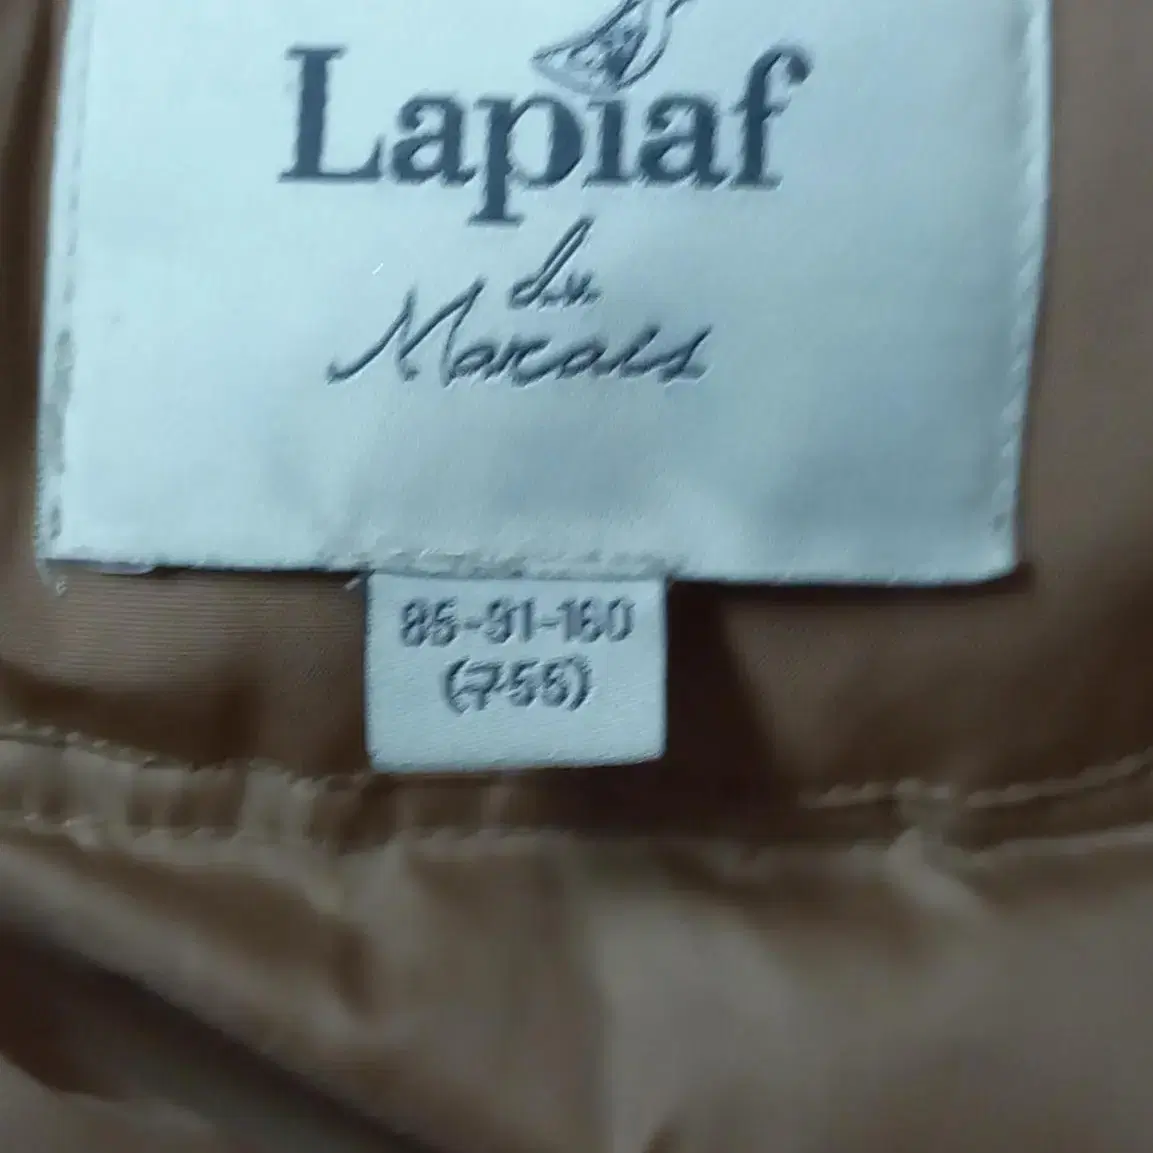 Lapiaf
du
Marais
85-91-160
(755)